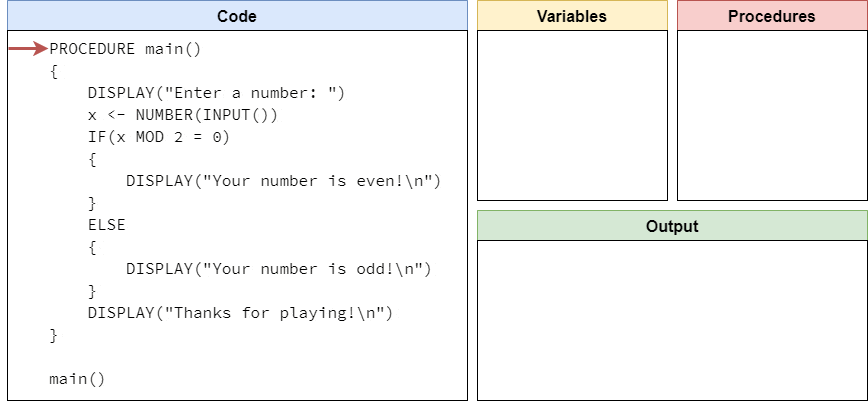 Code
PROCEDURE main()
{
DISPLAY("Enter a number: ")
x <- NUMBER(INPUT())
IF(x MOD 2 = 0)
{
DISPLAY("Your number is even!\n")
}
ELSE
{
DISPLAY("Your number is odd!\n")
}
DISPLAY("Thanks for playing!\n")
}
main()
Variables
Procedures
Output